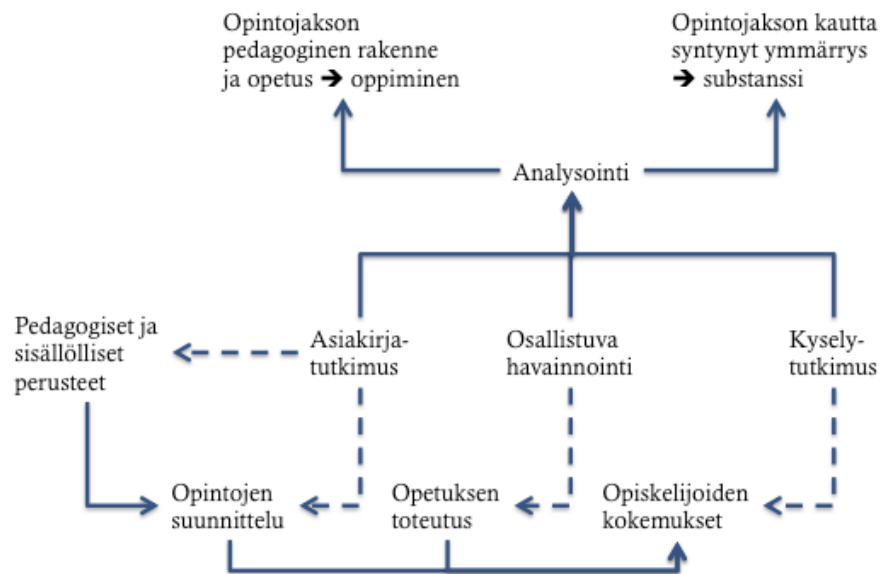 Opintojakson
pedagoginen rakenne
ja opetus ➔ oppiminen
Opintojakson kautta
syntynyt ymmärrys
➔ substanssi
Analysointi
Pedagogiset ja
sisällölliset
perusteet
Asiakirja-
tutkimus
Osallistuva
havainnointi
Kysely-
tutkimus
Opintojen
suunnittelu
Opetuksen
toteutus
Opiskelijoiden
kokemukset